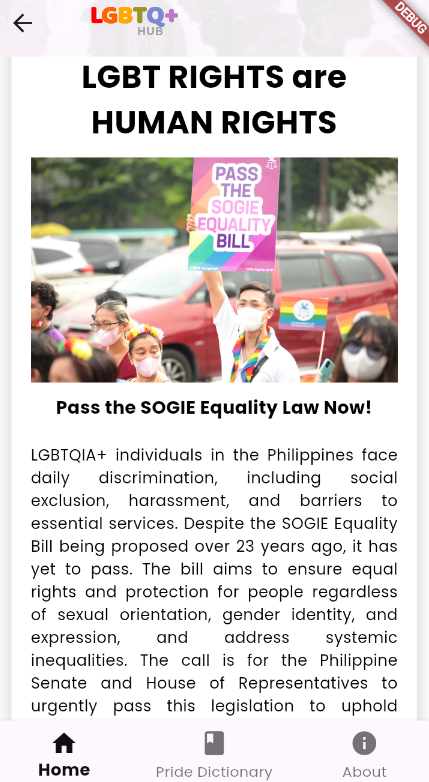 LGBTQ+
HUB
DEBUG
LGBT RIGHTS are
HUMAN RIGHTS
PASS
THE
SOGIE
EQUALITY
BILL
Pass the SOGIE Equality Law Now!
LGBTQIA+ individuals in the Philippines face
daily discrimination, including social
exclusion, harassment, and barriers to
essential services. Despite the SOGIE Equality
Bill being proposed over 23 years ago, it has
yet to pass. The bill aims to ensure equal
rights and protection for people regardless
of sexual orientation, gender identity, and
expression, and address systemic
inequalities. The call is for the Philippine
Senate and House of Representatives to
urgently pass this legislation to uphold
Home
Pride Dictionary
About